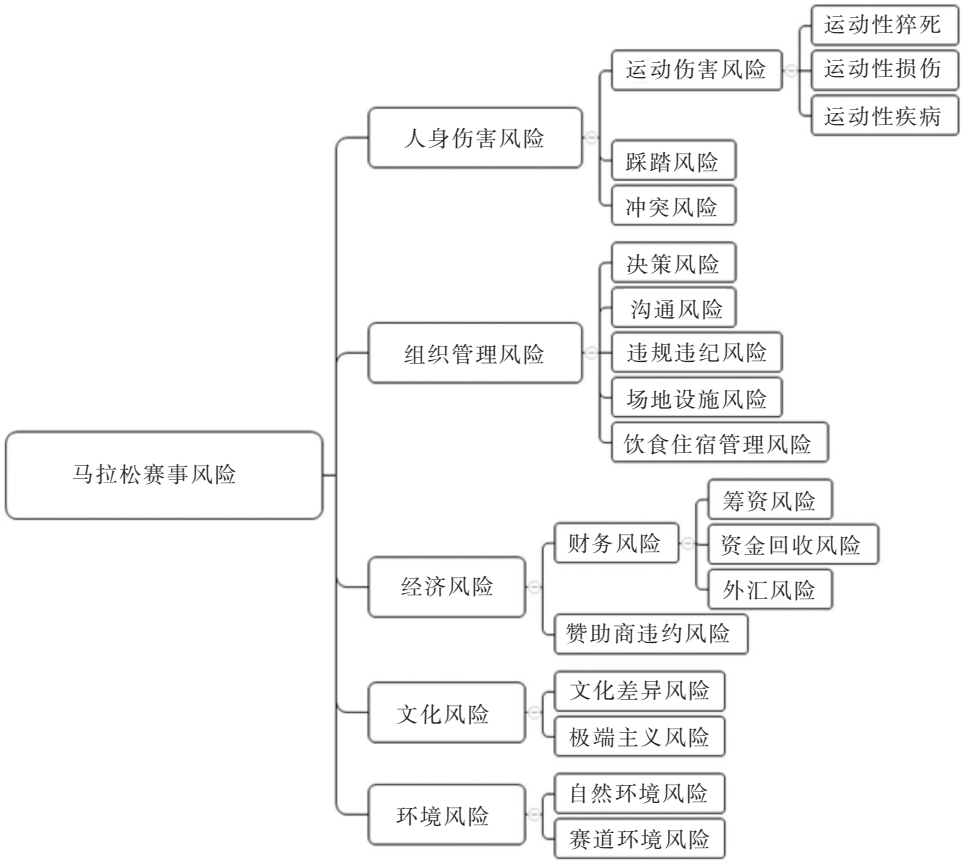 马拉松赛事风险
人身伤害风险
运动伤害风险
运动性猝死
运动性损伤
运动性疾病
踩踏风险
冲突风险
组织管理风险
决策风险
沟通风险
违规违纪风险
场地设施风险
饮食住宿管理风险
经济风险
财务风险
筹资风险
资金回收风险
外汇风险
赞助商违约风险
文化风险
文化差异风险
极端主义风险
环境风险
自然环境风险
赛道环境风险